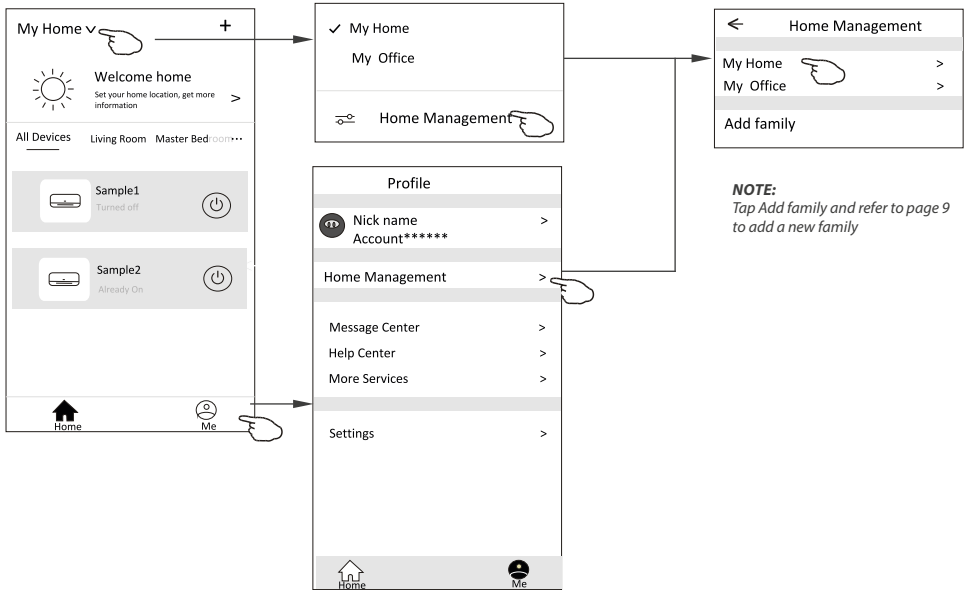 My Home
+
Welcome home
Set your home location, get more
information
>
All Devices Living Room Master Bedroom···
Sample1
Turned off
Sample2
Already On
Home
Me
✓ My Home
My Office
Home Management
Profile
Nick name >
Account******
Home Management >
Message Center >
Help Center >
More Services >
Settings >
Home
Me
Home Management
My Home >
My Office >
Add family
NOTE:
Tap Add family and refer to page 9
to add a new family